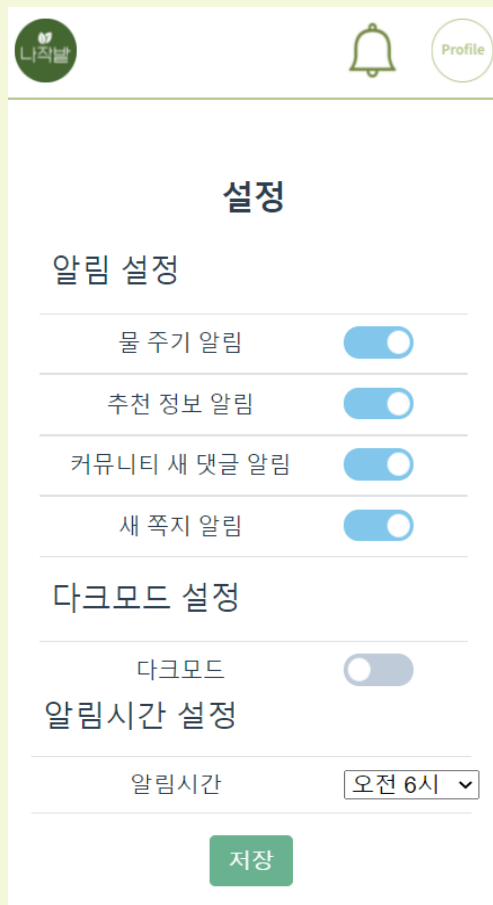 나작밭
Profile
설정
알림 설정
물 주기 알림
추천 정보 알림
커뮤니티 새 댓글 알림
새 쪽지 알림
다크모드 설정
다크모드
알림시간 설정
알림시간
오전 6시
저장